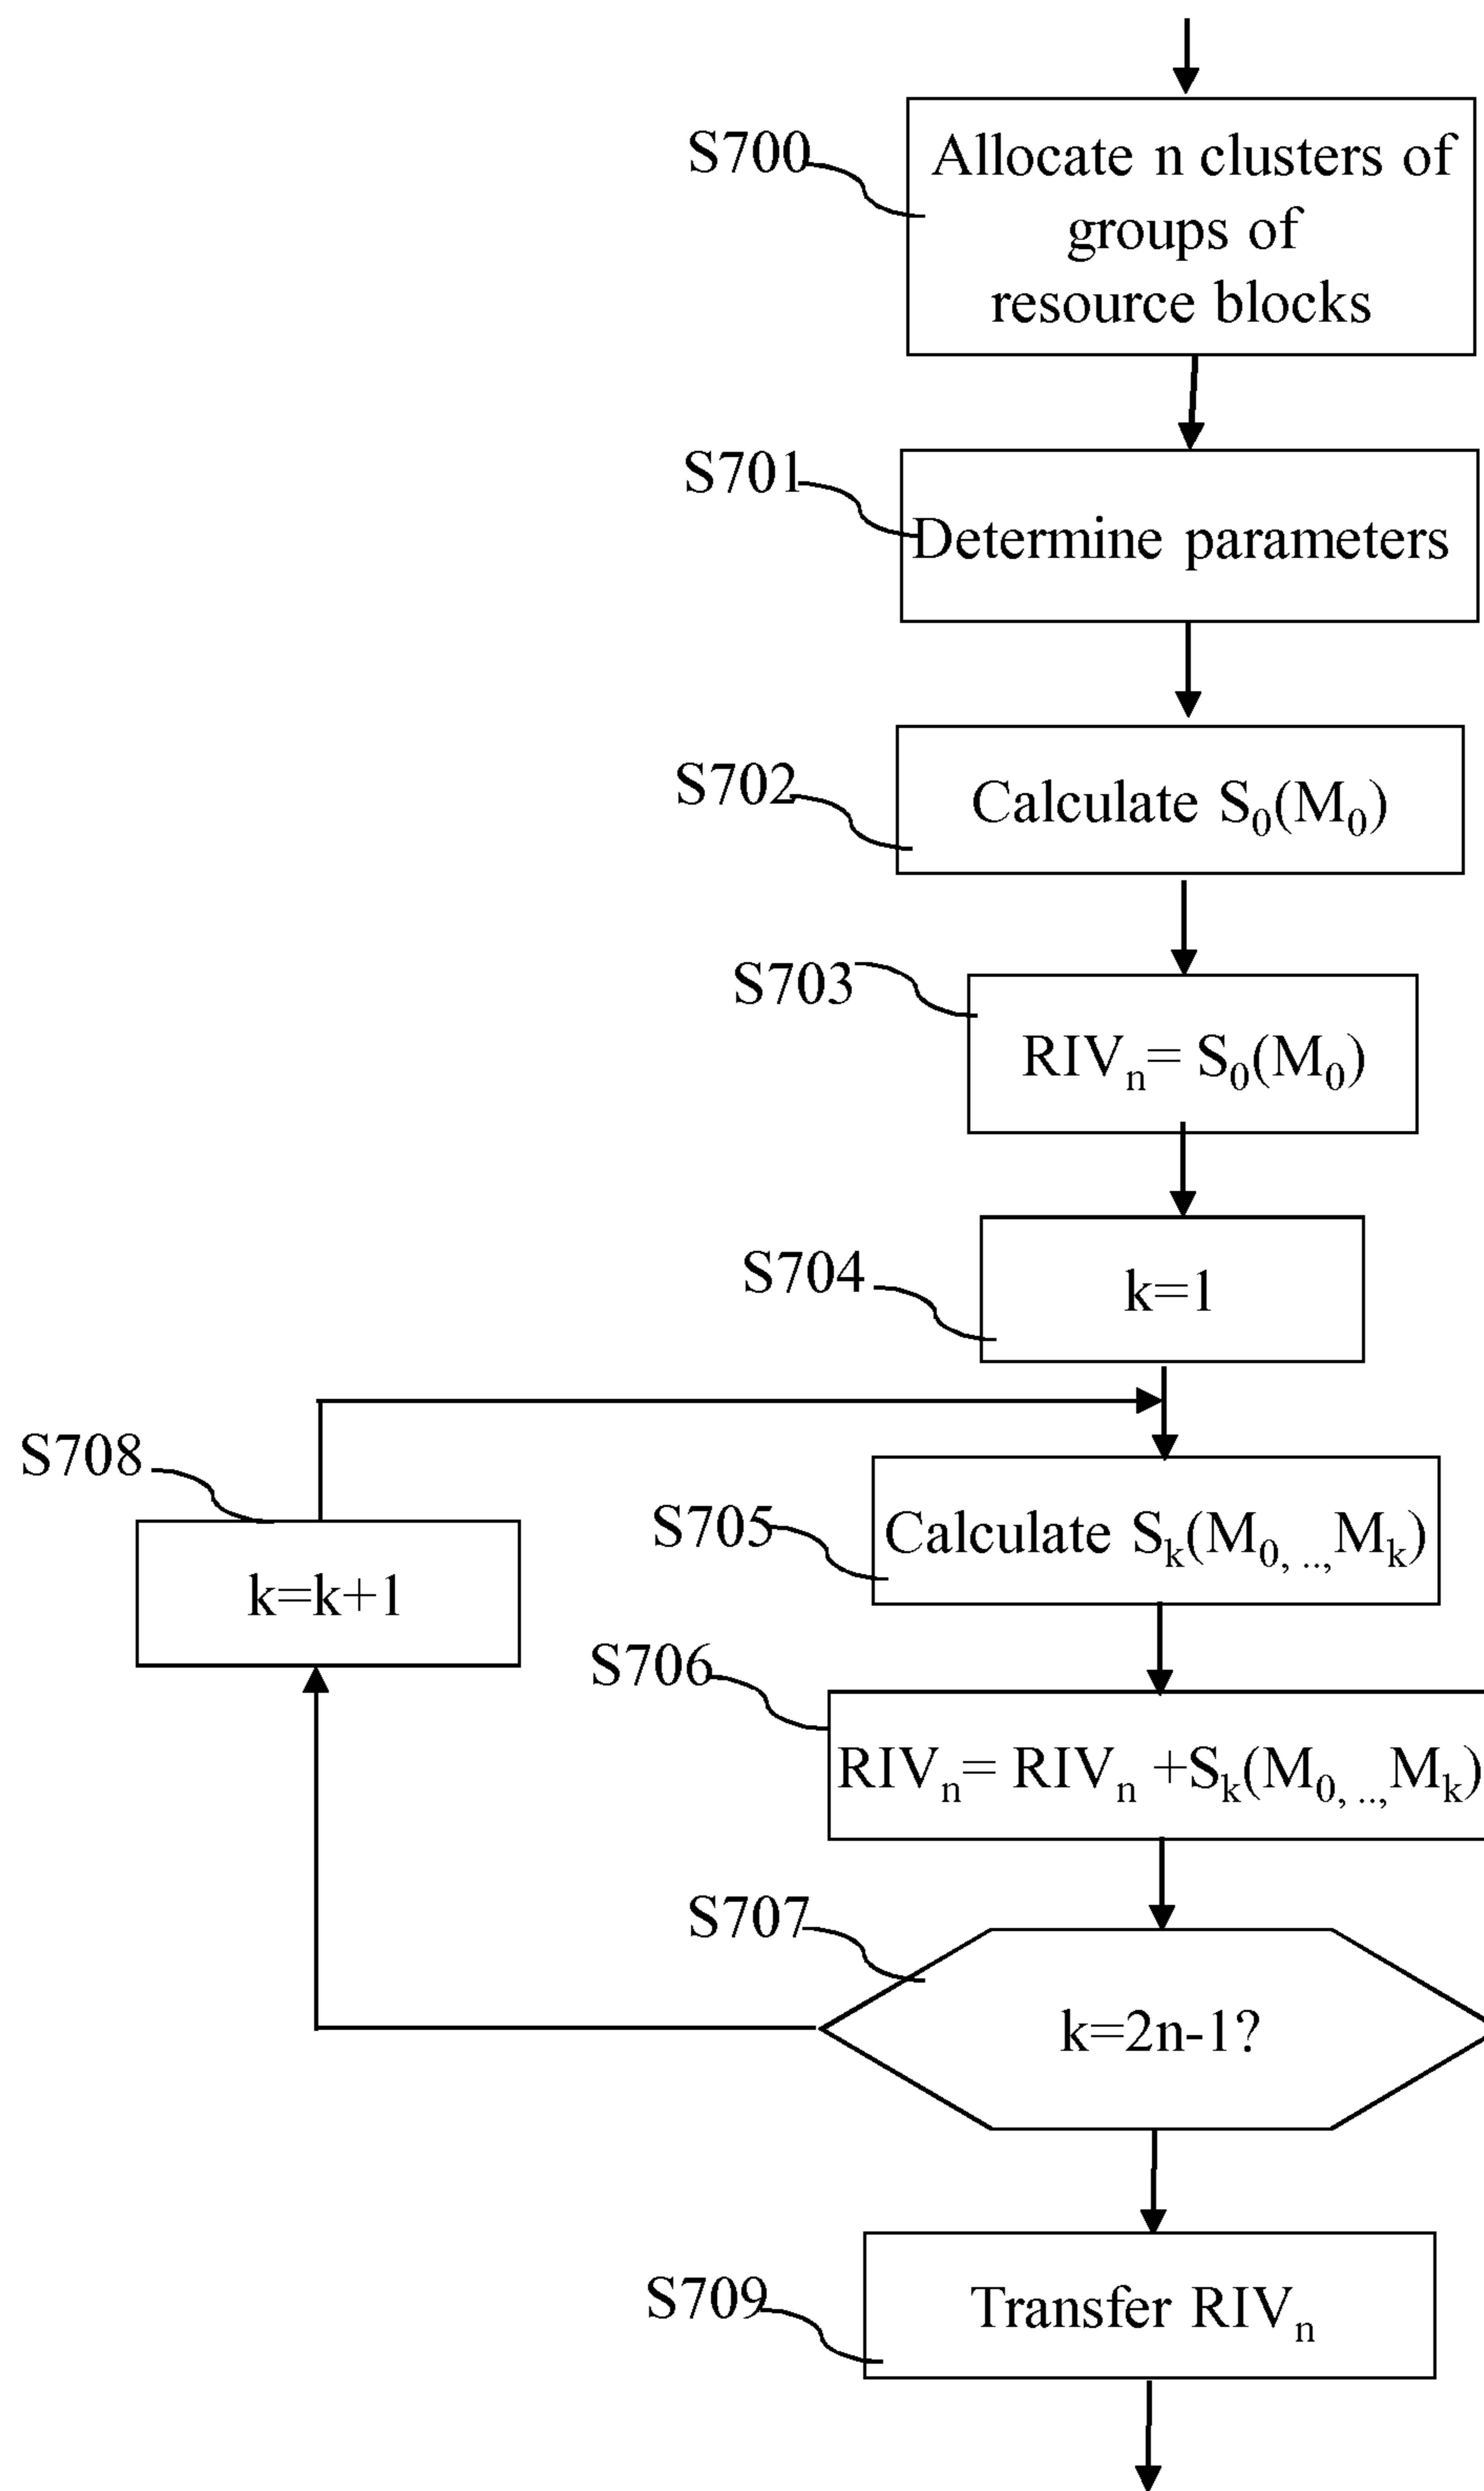 S700
Allocate n clusters of
groups of
resource blocks
S701
Determine parameters
S702
Calculate S₀(M₀)
S703
RIVₙ= S₀(M₀)
S704
k=1
S708
k=k+1
S705
Calculate Sₖ(M₀, ..,Mₖ)
S706
RIVₙ= RIVₙ +Sₖ(M₀, ..,Mₖ)
S707
k=2n-1?
S709
Transfer RIVₙ